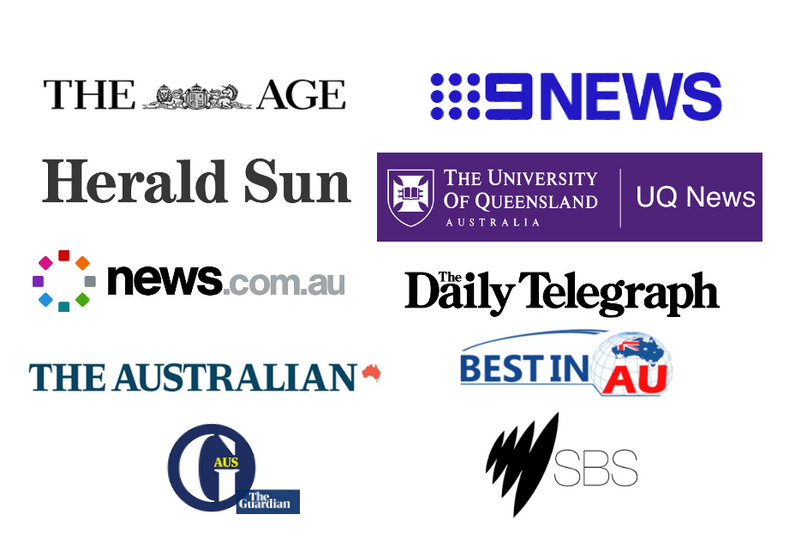 THE AGE
9NEWS
Herald Sun
THE UNIVERSITY
OF QUEENSLAND
AUSTRALIA
UQ News
news.com.au
The
Daily Telegraph
THE AUSTRALIAN
BEST IN AU
G
AUS
The
Guardian
SBS